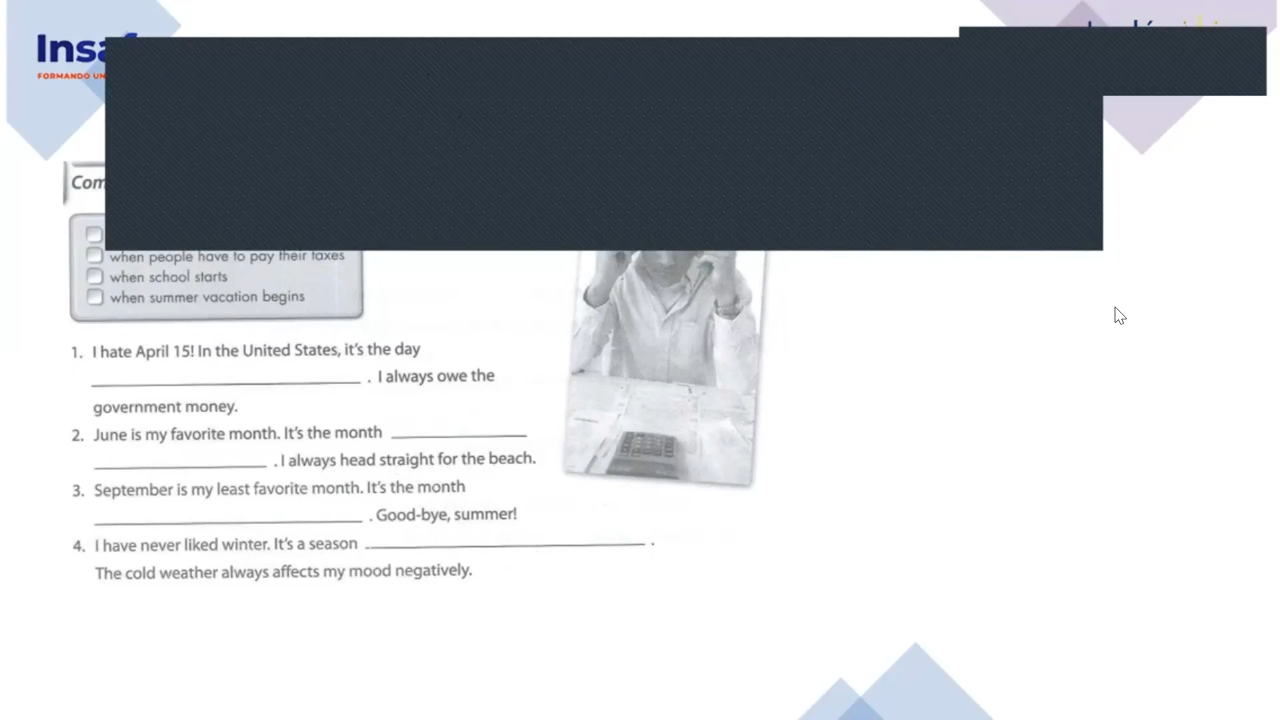 FORMANDO UN
Com
when people have to pay their taxes
when school starts
when summer vacation begins
1. I hate April 15! In the United States, it's the day
. I always owe the
government money.
2. June is my favorite month. It's the month
. I always head straight for the beach.
3. September is my least favorite month. It's the month
. Good-bye, summer!
4. I have never liked winter. It's a season .
The cold weather always affects my mood negatively.